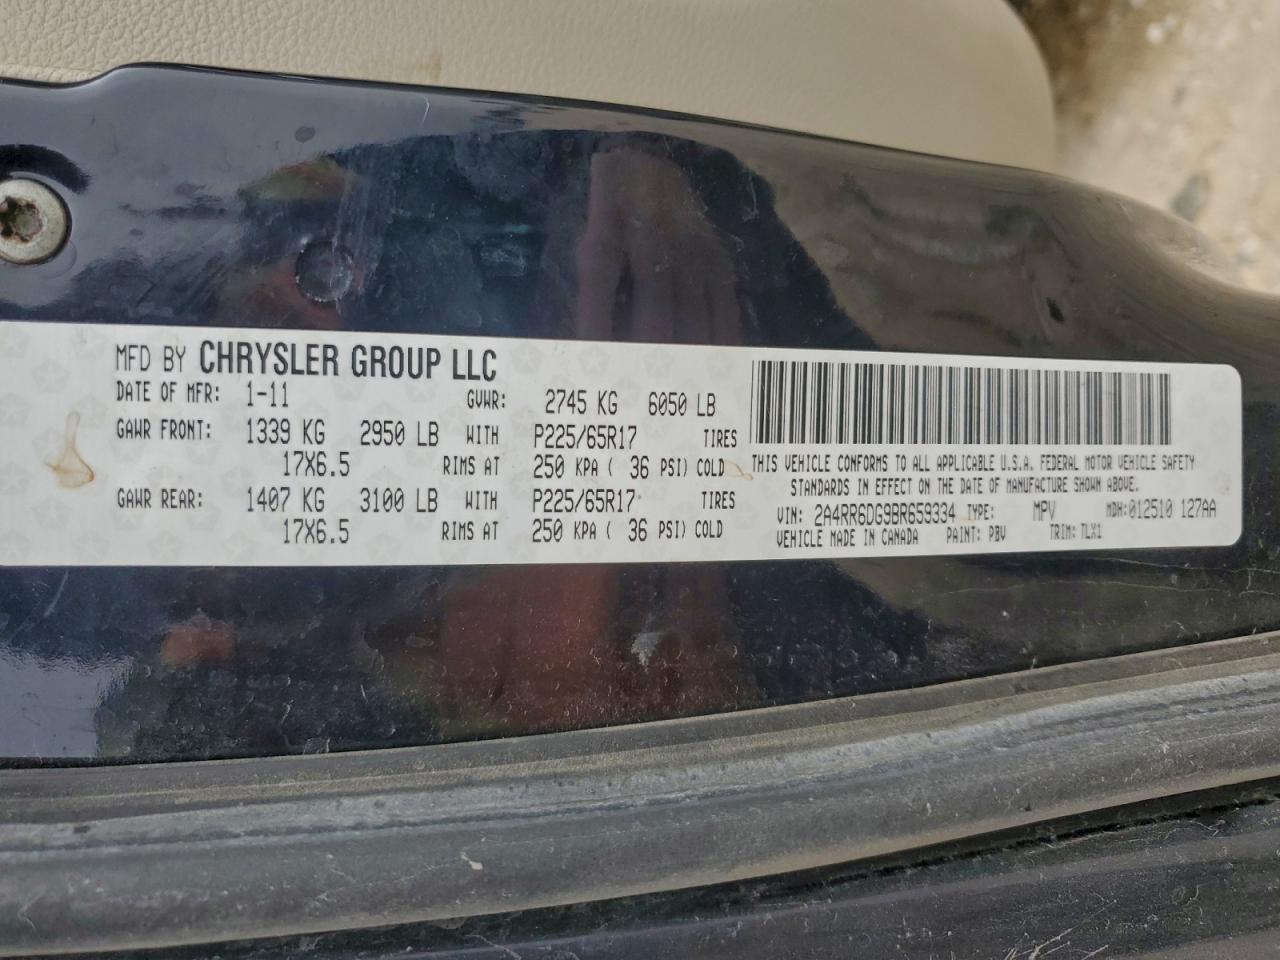 MFD BY CHRYSLER GROUP LLC
DATE OF MFR: 1-11 GVWR: 2745 KG 6050 LB
GAWR FRONT: 1339 KG 2950 LB WITH P225/65R17 TIRES
17X6.5 RIMS AT 250 KPA ( 36 PSI) COLD
GAWR REAR: 1407 KG 3100 LB WITH P225/65R17 TIRES
17X6.5 RIMS AT 250 KPA ( 36 PSI) COLD
THIS VEHICLE CONFORMS TO ALL APPLICABLE U.S.A. FEDERAL MOTOR VEHICLE SAFETY
STANDARDS IN EFFECT ON THE DATE OF MANUFACTURE SHOWN ABOVE.
VIN: 2A4RR6DG9BR659334 TYPE: MPV MDH:012510 127AA
VEHICLE MADE IN CANADA PAINT: PBV TRIM: TLX1